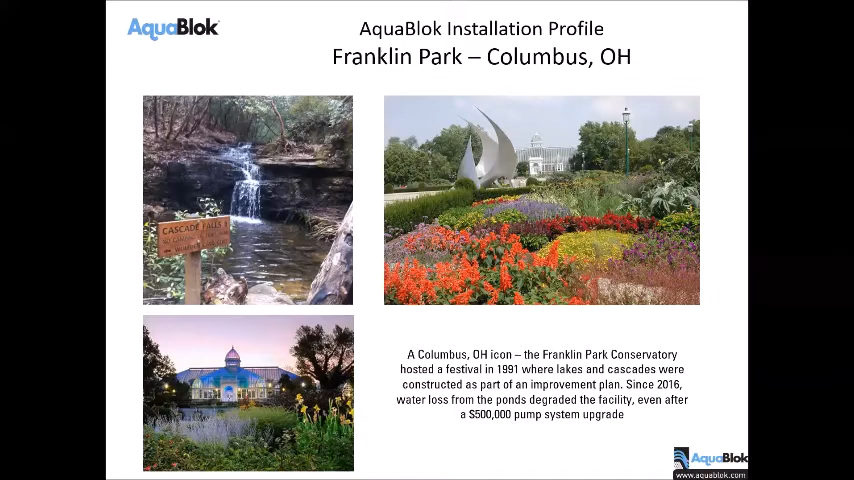 AquaBlok
AquaBlok Installation Profile
Franklin Park – Columbus, OH
CASCADE FALLS
A Columbus, OH icon – the Franklin Park Conservatory
hosted a festival in 1991 where lakes and cascades were
constructed as part of an improvement plan. Since 2016,
water loss from the ponds degraded the facility, even after
a $500,000 pump system upgrade
AquaBlok
www.aquablok.com